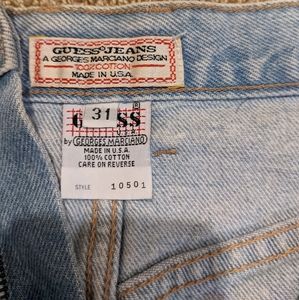 GUESS JEANS
A GEORGES MARCIANO DESIGN
100% COTTON
MADE IN U.S.A.
31
G SS
U.S.A.
by GEORGES MARCIANO
MADE IN U.S.A.
100% COTTON
CARE ON REVERSE
STYLE 10501